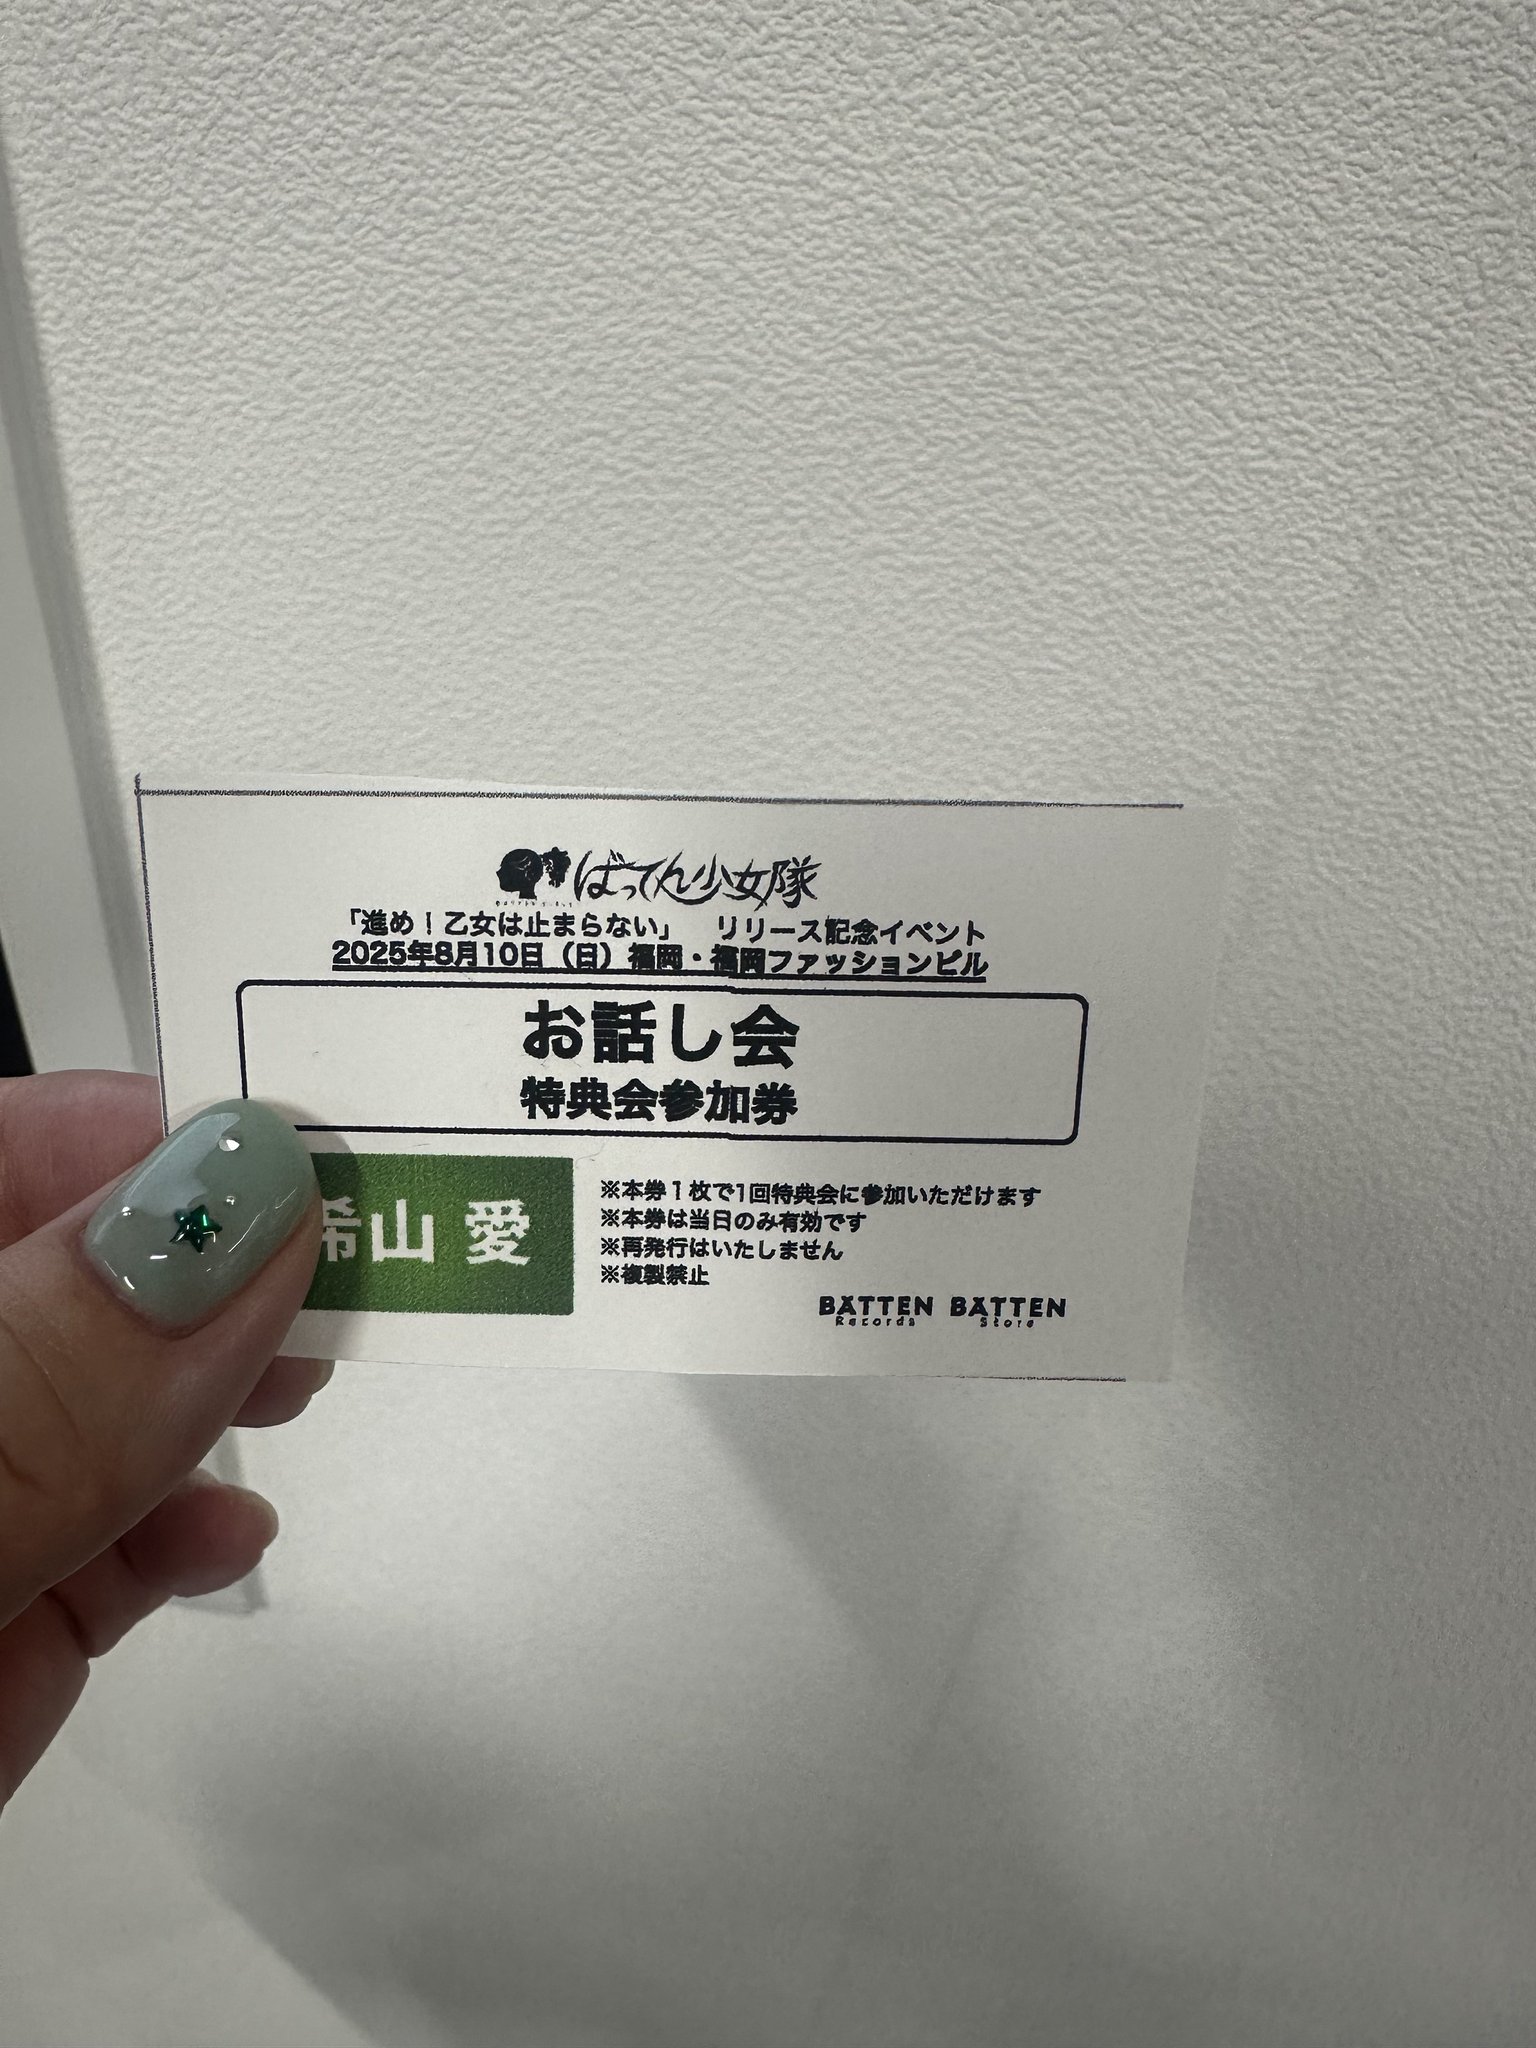 ばってん少女隊
「進め！乙女は止まらない」　リリース記念イベント
2025年8月10日（日）福岡・福岡ファッションビル
お話し会
特典会参加券
希山 愛
※本券１枚で1回特典会に参加いただけます
※本券は当日のみ有効です
※再発行はいたしません
※複製禁止
BATTEN Records BATTEN Store